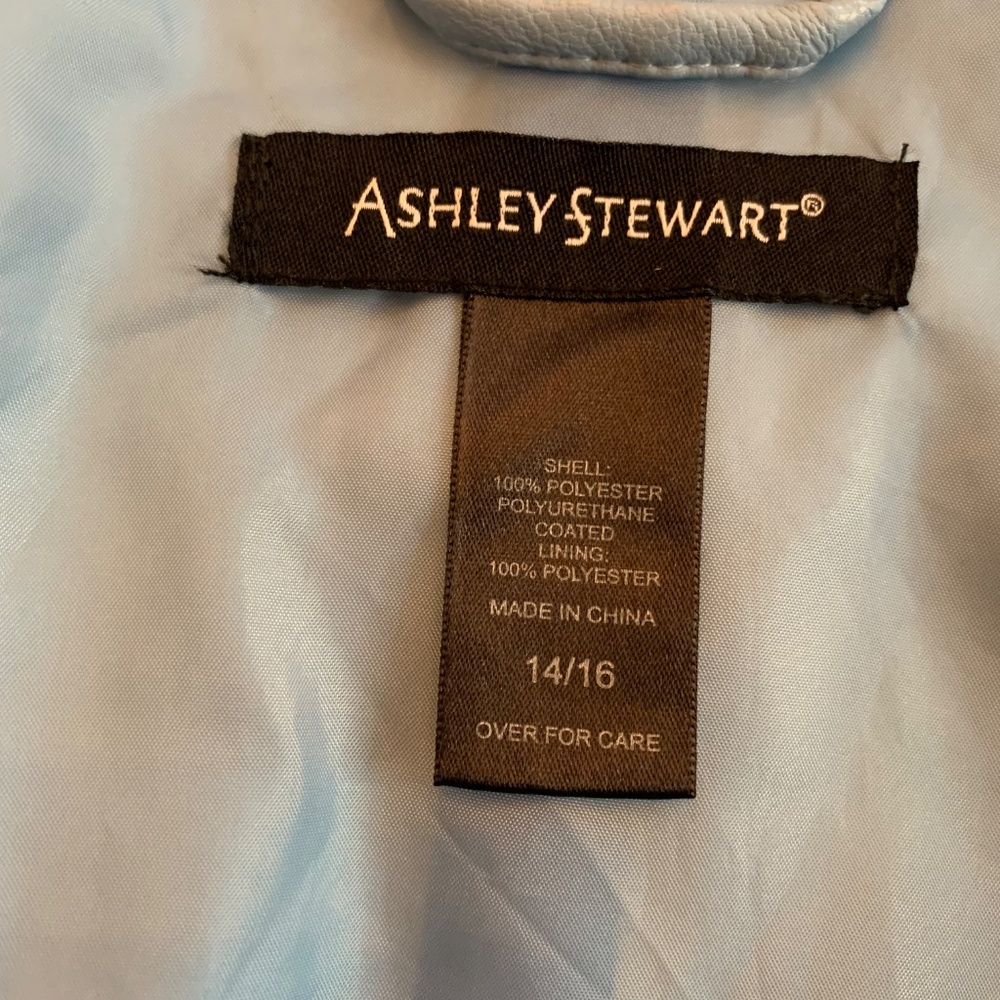 ASHLEY STEWART®
SHELL:
100% POLYESTER
POLYURETHANE
COATED
LINING:
100% POLYESTER
MADE IN CHINA
14/16
OVER FOR CARE